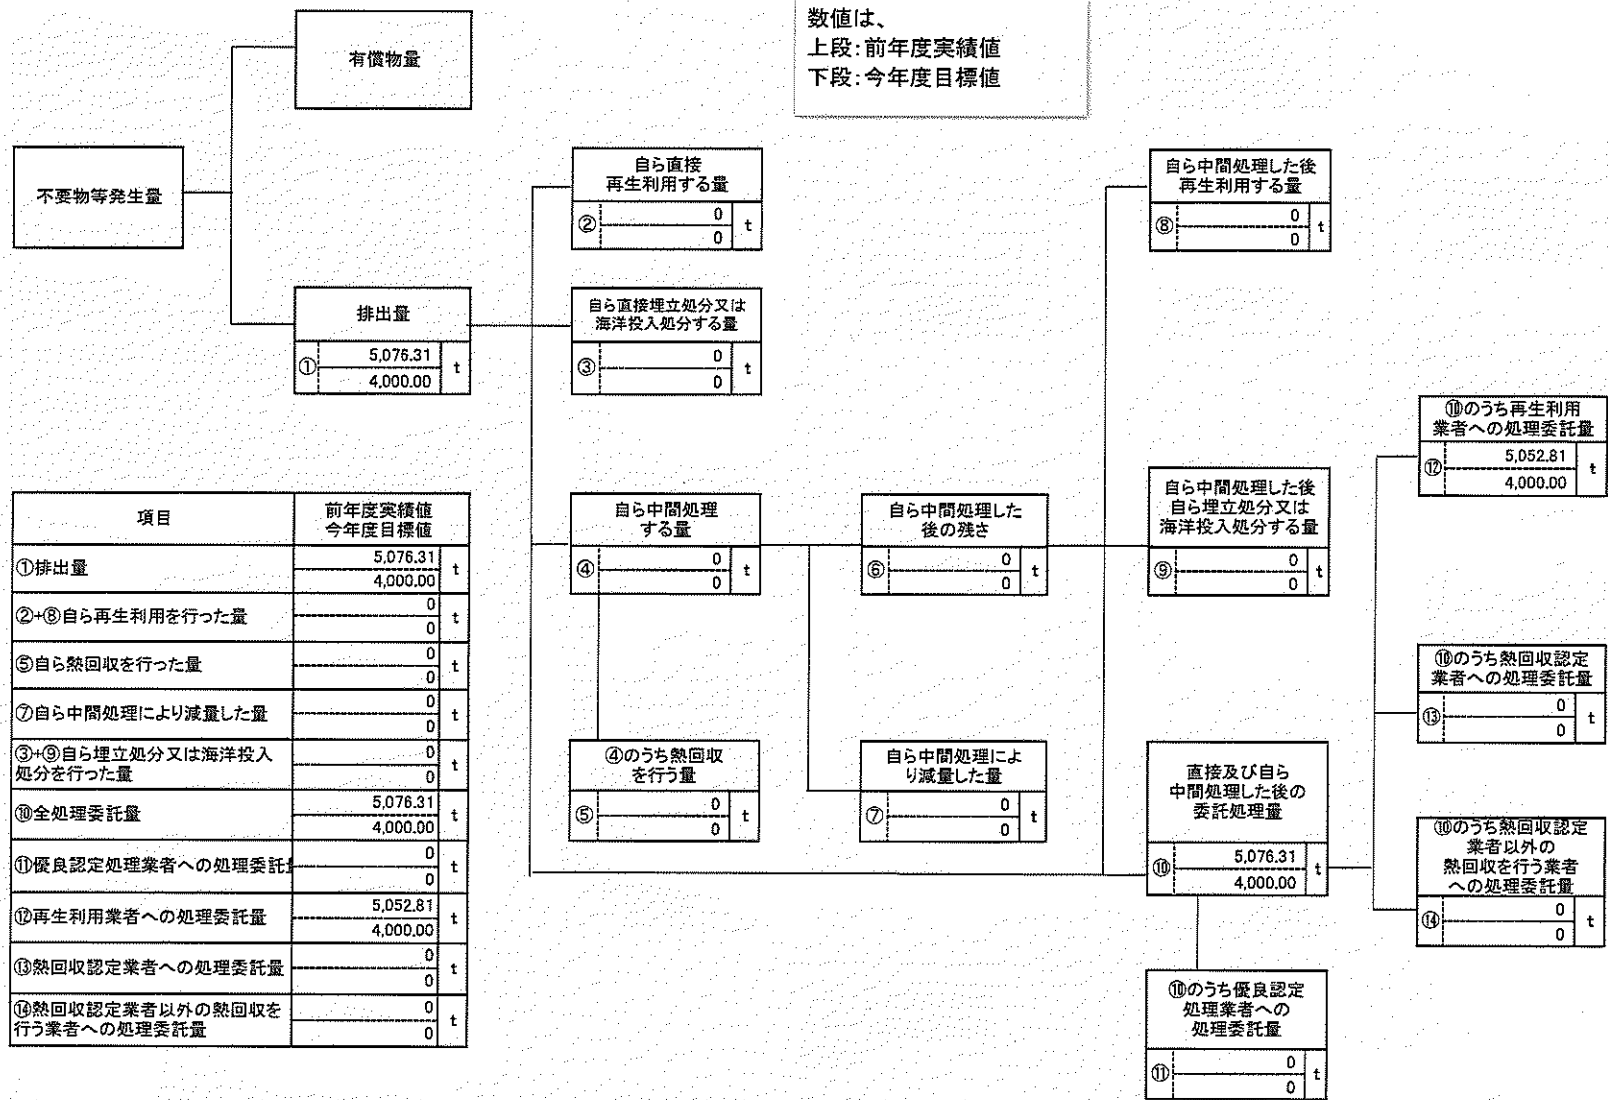 数値は、
上段:前年度実績値
下段:今年度目標値
有償物量
不要物等発生量
排出量
① 5,076.31 t
4,000.00
自ら直接
再生利用する量
② 0 t
0
自ら直接埋立処分又は
海洋投入処分する量
③ 0 t
0
自ら中間処理
する量
④ 0 t
0
④のうち熱回収
を行う量
⑤ 0 t
0
自ら中間処理した
後の残さ
⑥ 0 t
0
自ら中間処理によ
り減量した量
⑦ 0 t
0
自ら中間処理した後
再生利用する量
⑧ 0 t
0
自ら中間処理した後
自ら埋立処分又は
海洋投入処分する量
⑨ 0 t
0
直接及び自ら
中間処理した後の
委託処理量
⑩ 5,076.31 t
4,000.00
⑩のうち優良認定
処理業者への
処理委託量
⑪ 0 t
0
⑩のうち再生利用
業者への処理委託量
⑫ 5,052.81 t
4,000.00
⑩のうち熱回収認定
業者への処理委託量
⑬ 0 t
0
⑩のうち熱回収認定
業者以外の
熱回収を行う業者
への処理委託量
⑭ 0 t
0
項目 前年度実績値
今年度目標値
①排出量 5,076.31 t
4,000.00
②+⑧自ら再生利用を行った量 0 t
0
⑤自ら熱回収を行った量 0 t
0
⑦自ら中間処理により減量した量 0 t
0
③+⑨自ら埋立処分又は海洋投入
処分を行った量 0 t
0
⑩全処理委託量 5,076.31 t
4,000.00
⑪優良認定処理業者への処理委託 0 t
0
⑫再生利用業者への処理委託量 5,052.81 t
4,000.00
⑬熱回収認定業者への処理委託量 0 t
0
⑭熱回収認定業者以外の熱回収を
行う業者への処理委託量 0 t
0